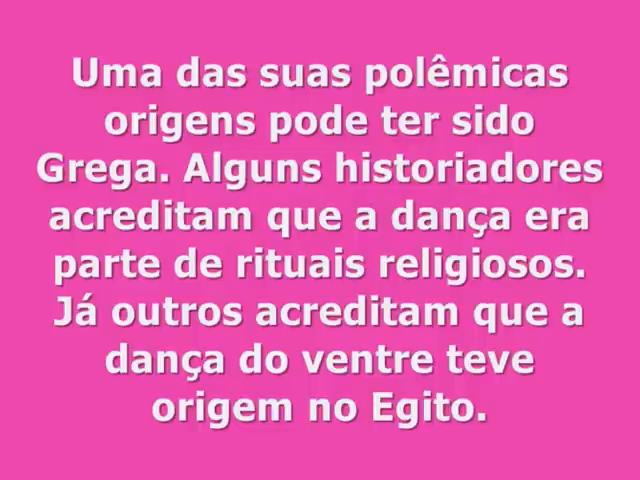 Uma das suas polêmicas
origens pode ter sido
Grega. Alguns historiadores
acreditam que a dança era
parte de rituais religiosos.
Já outros acreditam que a
dança do ventre teve
origem no Egito.